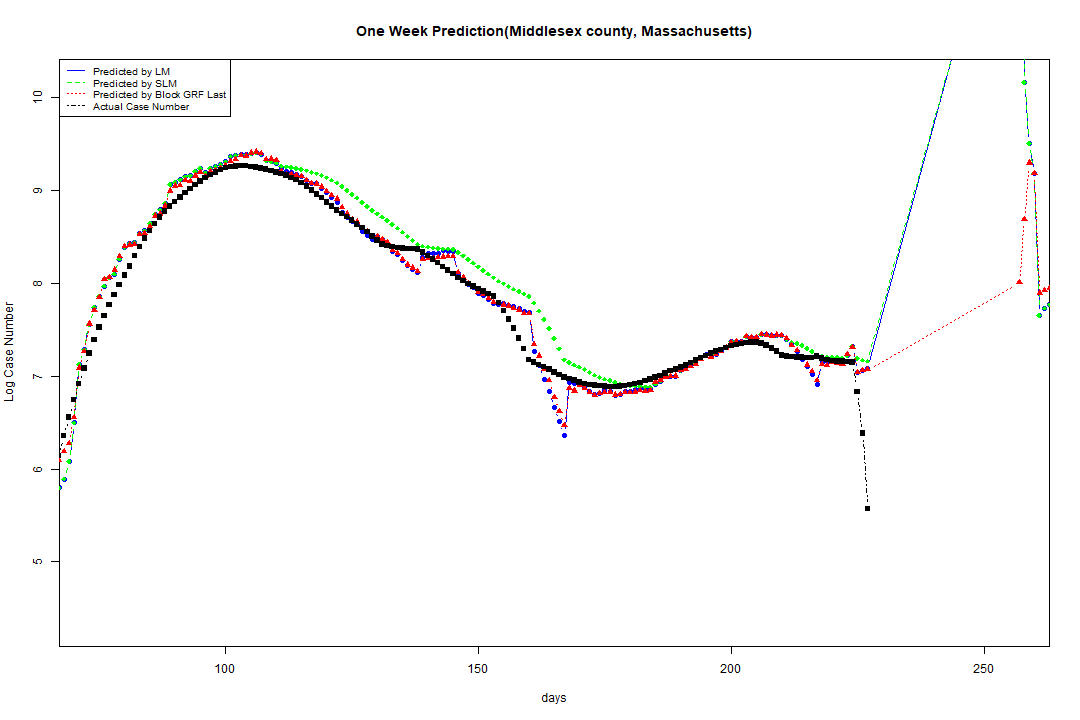 One Week Prediction(Middlesex county, Massachusetts)
Predicted by LM
Predicted by SLM
Predicted by Block GRF Last
Actual Case Number
10
9
8
7
6
5
Log Case Number
100 150 200 250
days